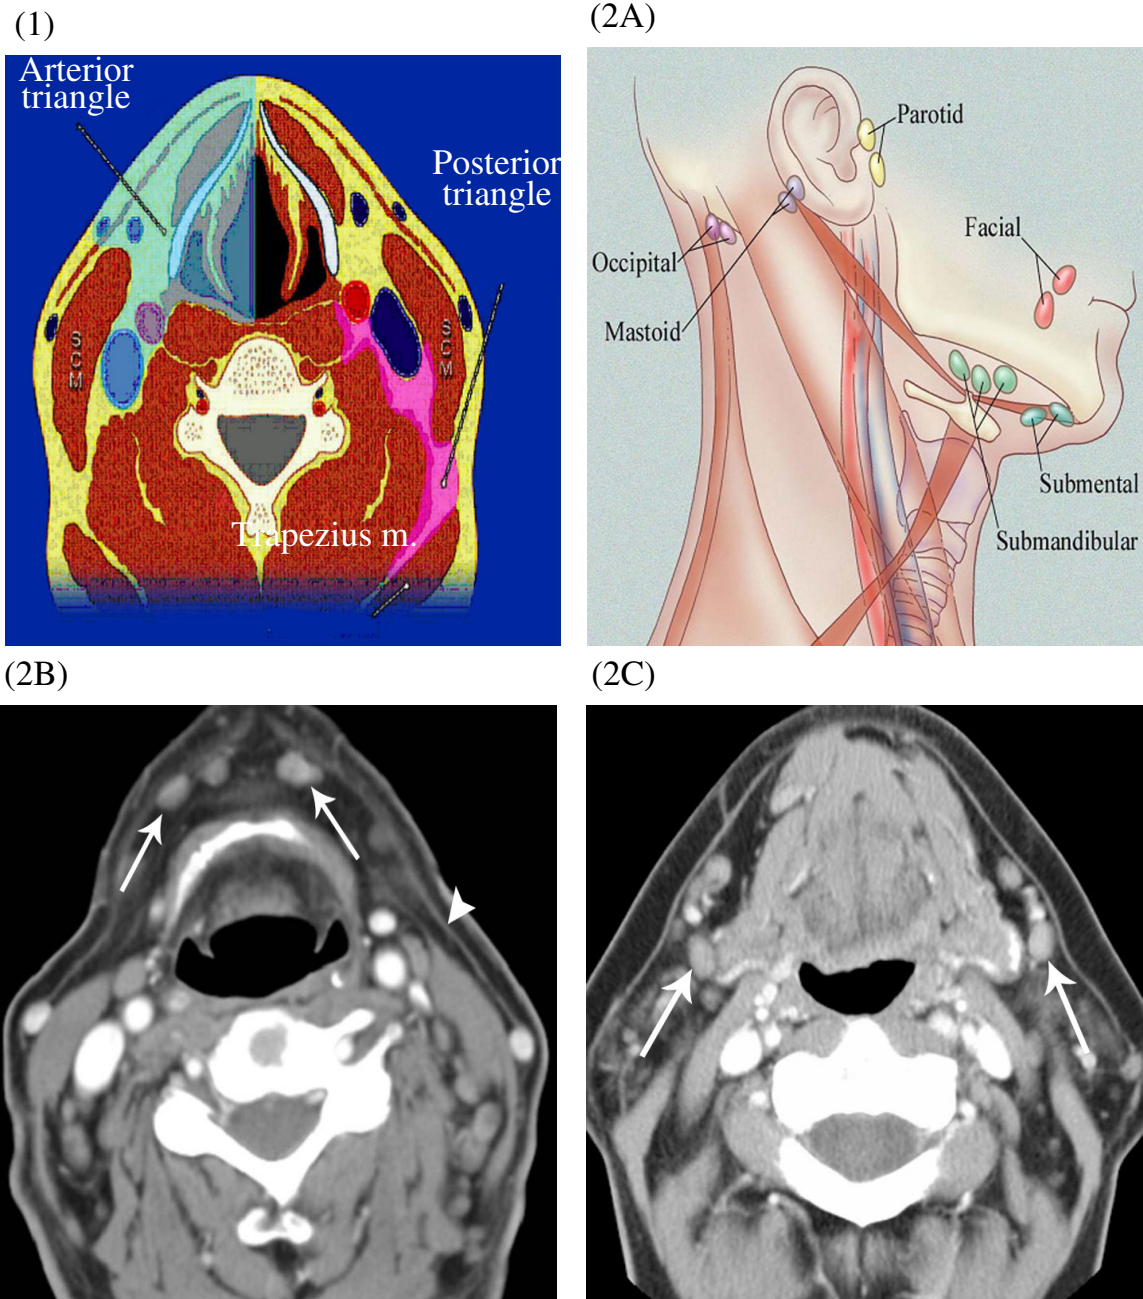 (1)
Arterior
triangle
Posterior
triangle
SCM
SCM
Trapezius m.
(2A)
Parotid
Facial
Occipital
Mastoid
Submental
Submandibular
(2B)
(2C)